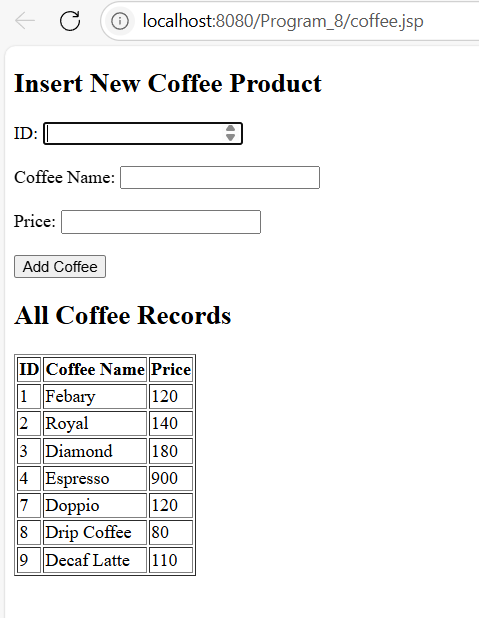 localhost:8080/Program_8/coffee.jsp
Insert New Coffee Product
ID:
Coffee Name:
Price:
Add Coffee
All Coffee Records
ID Coffee Name Price
1 Febary 120
2 Royal 140
3 Diamond 180
4 Espresso 900
7 Doppio 120
8 Drip Coffee 80
9 Decaf Latte 110